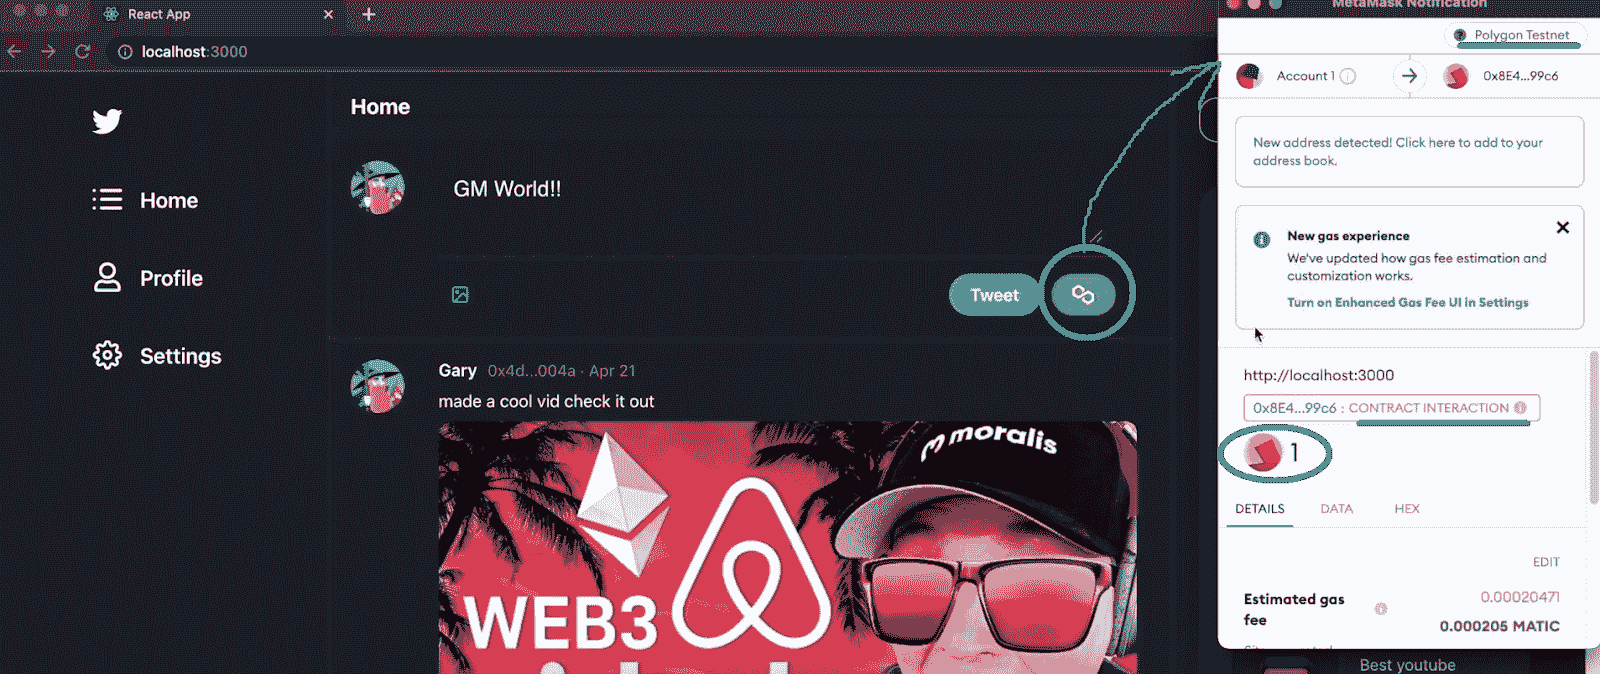 React App
localhost:3000
Home
Home
Profile
Settings
GM World!!
Tweet
Gary 0x4d...004a · Apr 21
made a cool vid check it out
moralis
WEB3
MetaMask Notification
Polygon Testnet
Account 1
0x8E4...99c6
New address detected! Click here to add to your
address book.
New gas experience
We've updated how gas fee estimation and
customization works.
Turn on Enhanced Gas Fee UI in Settings
http://localhost:3000
0x8E4...99c6 : CONTRACT INTERACTION
1
DETAILS
DATA
HEX
EDIT
Estimated gas
fee
0.00020471
0.000205 MATIC
Best youtube